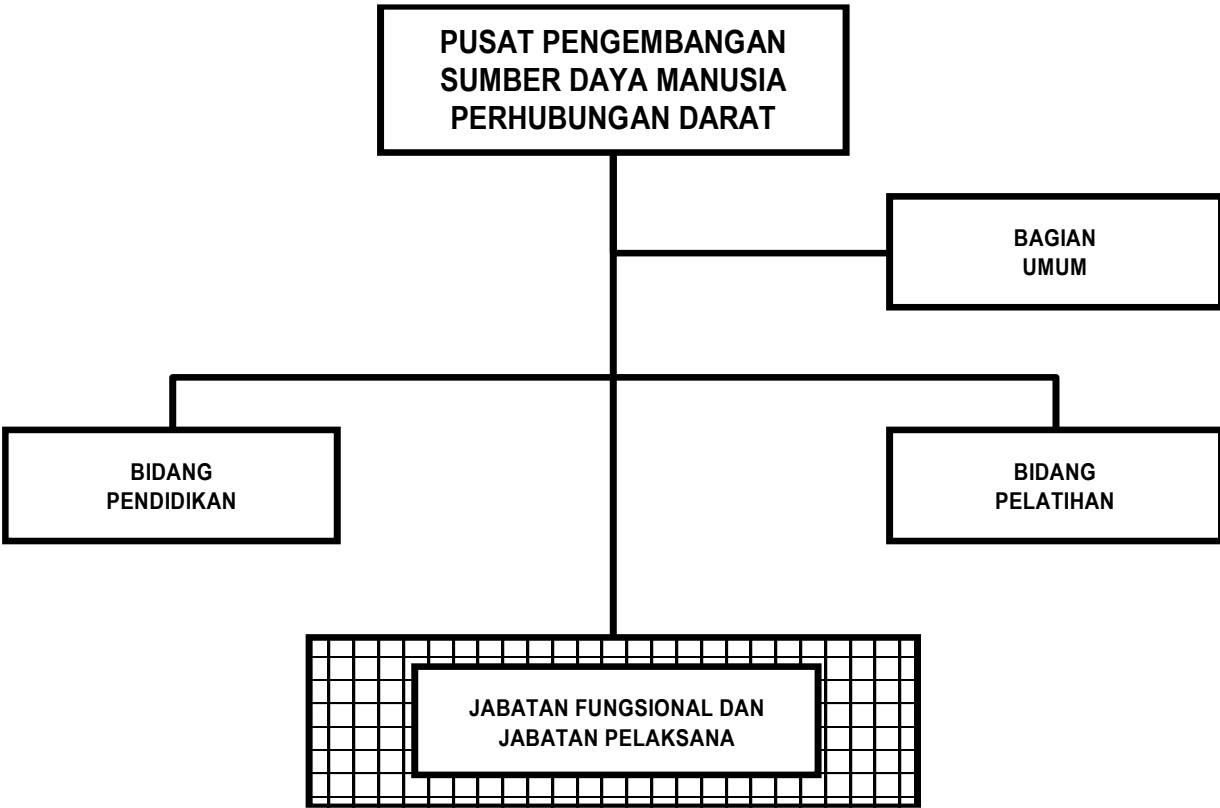 PUSAT PENGEMBANGAN
SUMBER DAYA MANUSIA
PERHUBUNGAN DARAT
BAGIAN
UMUM
BIDANG
PENDIDIKAN
BIDANG
PELATIHAN
JABATAN FUNGSIONAL DAN
JABATAN PELAKSANA